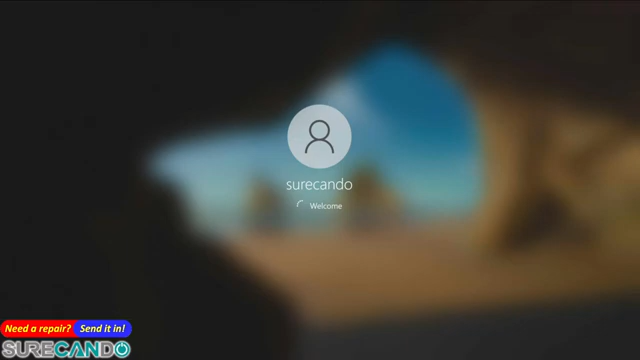 surecando
Welcome
Need a repair? Send it in!
SURECANDO